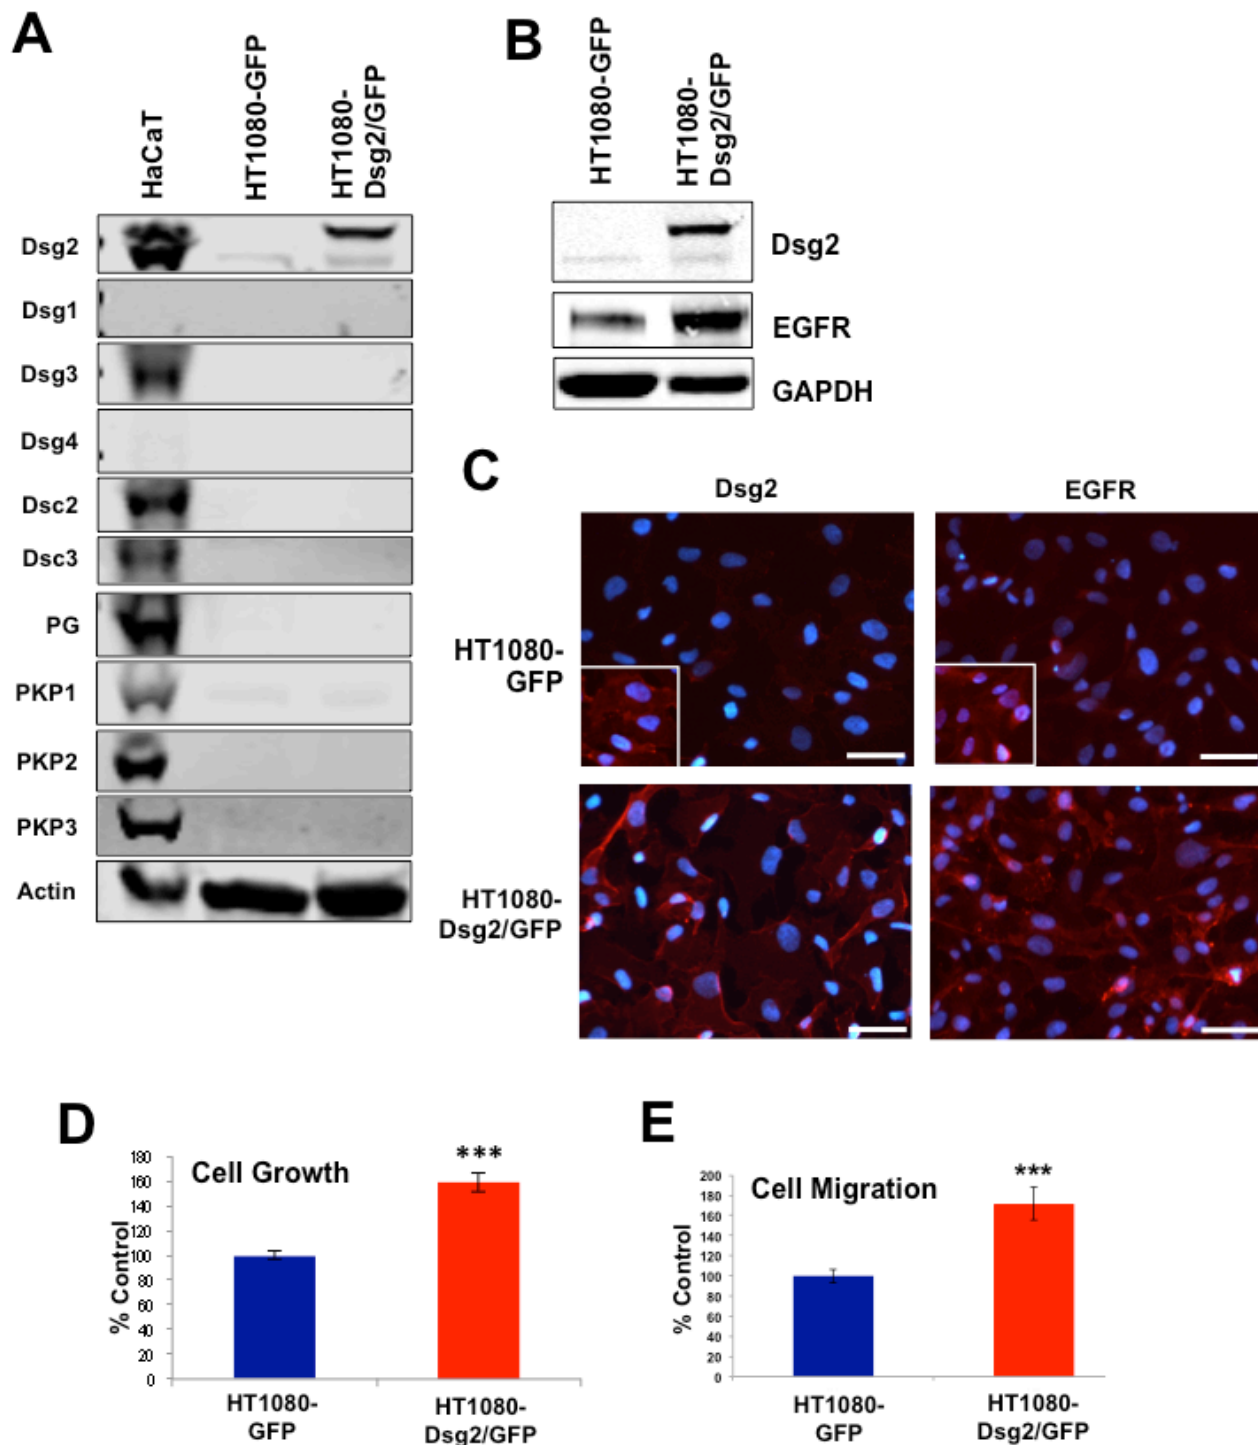 A
HaCaT
HT1080-GFP
HT1080-
Dsg2/GFP
Dsg2
Dsg1
Dsg3
Dsg4
Dsc2
Dsc3
PG
PKP1
PKP2
PKP3
Actin
B
HT1080-GFP
HT1080-
Dsg2/GFP
Dsg2
EGFR
GAPDH
C
Dsg2
EGFR
HT1080-
GFP
HT1080-
Dsg2/GFP
D
Cell Growth
***
% Control
180
160
140
120
100
80
60
40
20
0
HT1080-
GFP
HT1080-
Dsg2/GFP
E
Cell Migration
***
% Control
200
180
160
140
120
100
80
60
40
20
0
HT1080-
GFP
HT1080-
Dsg2/GFP